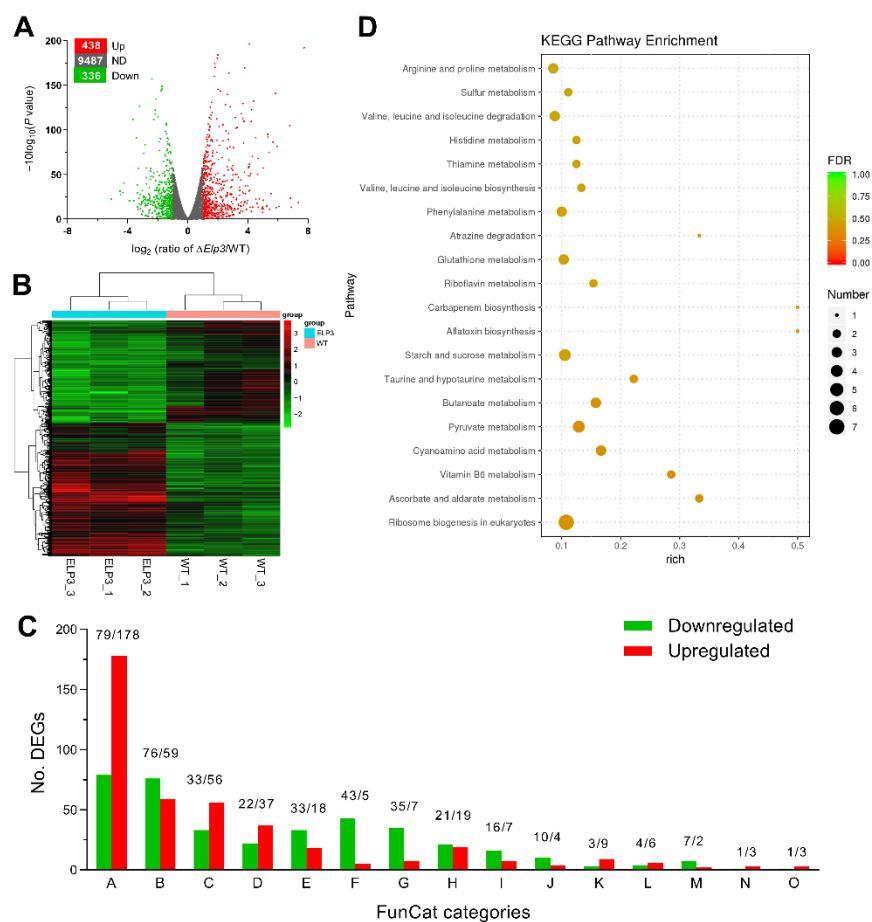 A
438 Up
9487 ND
336 Down
−10log10(P value)
200
150
100
50
0
-8
-4
0
4
8
log2 (ratio of ΔElp3/WT)
B
group
group
ELP3
WT
3
2
1
0
−1
−2
ELP3_3
ELP3_1
ELP3_2
WT_1
WT_2
WT_3
D
KEGG Pathway Enrichment
Pathway
Arginine and proline metabolism
Sulfur metabolism
Valine, leucine and isoleucine degradation
Histidine metabolism
Thiamine metabolism
Valine, leucine and isoleucine biosynthesis
Phenylalanine metabolism
Atrazine degradation
Glutathione metabolism
Riboflavin metabolism
Carbapenem biosynthesis
Aflatoxin biosynthesis
Starch and sucrose metabolism
Taurine and hypotaurine metabolism
Butanoate metabolism
Pyruvate metabolism
Cyanoamino acid metabolism
Vitamin B6 metabolism
Ascorbate and aldarate metabolism
Ribosome biogenesis in eukaryotes
0.1
0.2
0.3
0.4
0.5
rich
FDR
1.00
0.75
0.50
0.25
0.00
Number
1
2
3
4
5
6
7
C
No. DEGs
200
150
100
50
0
Downregulated
Upregulated
79/178
76/59
33/56
22/37
33/18
43/5
35/7
21/19
16/7
10/4
3/9
4/6
7/2
1/3
1/3
A
B
C
D
E
F
G
H
I
J
K
L
M
N
O
FunCat categories